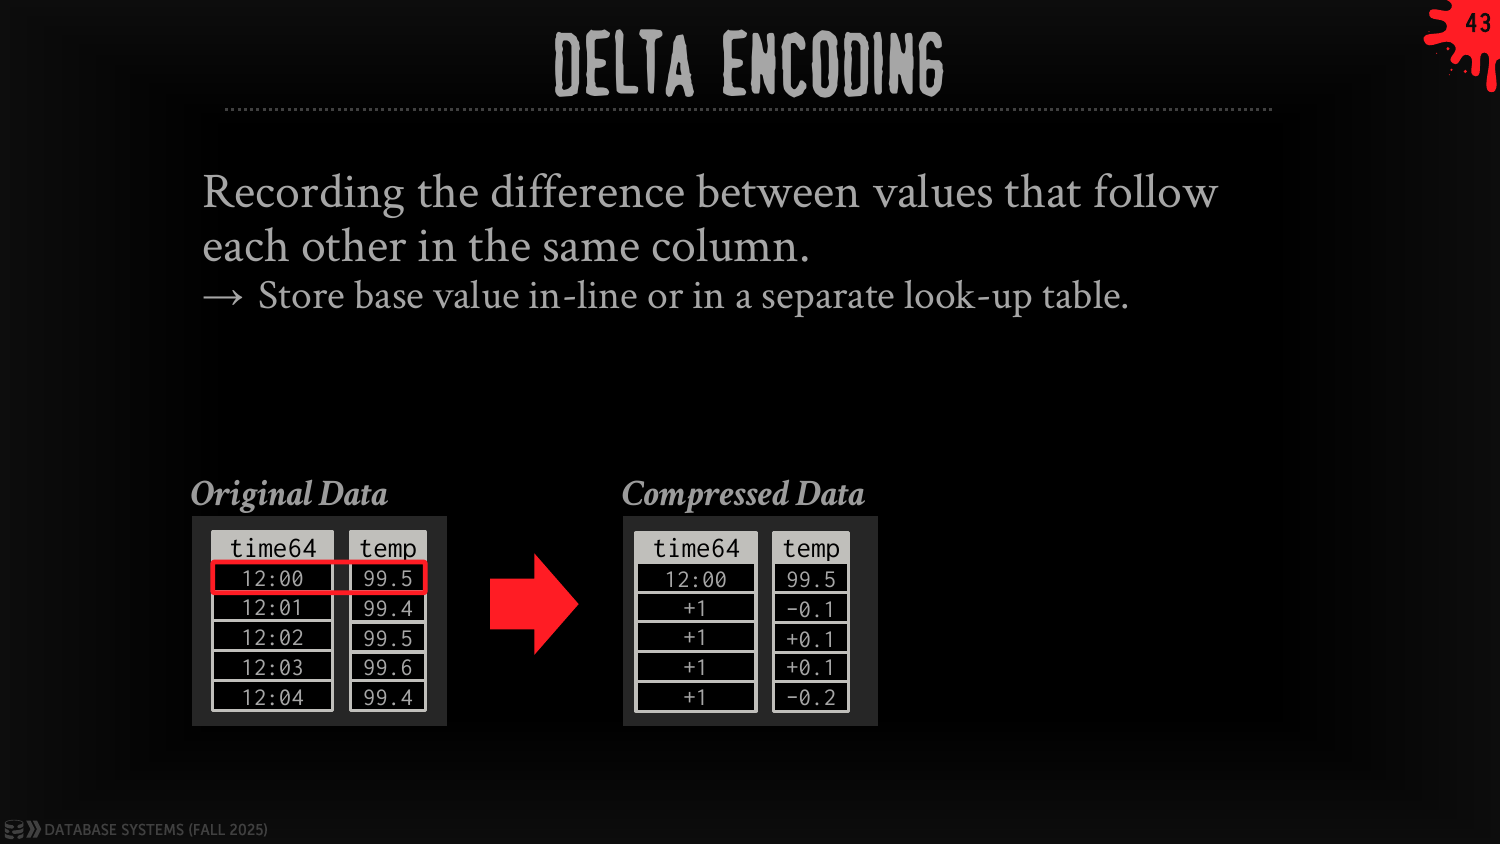 43
DELTA ENCODING
Recording the difference between values that follow
each other in the same column.
→ Store base value in-line or in a separate look-up table.
Original Data
time64 temp
12:00 99.5
12:01 99.4
12:02 99.5
12:03 99.6
12:04 99.4
Compressed Data
time64 temp
12:00 99.5
+1 -0.1
+1 +0.1
+1 +0.1
+1 -0.2
DATABASE SYSTEMS (FALL 2025)